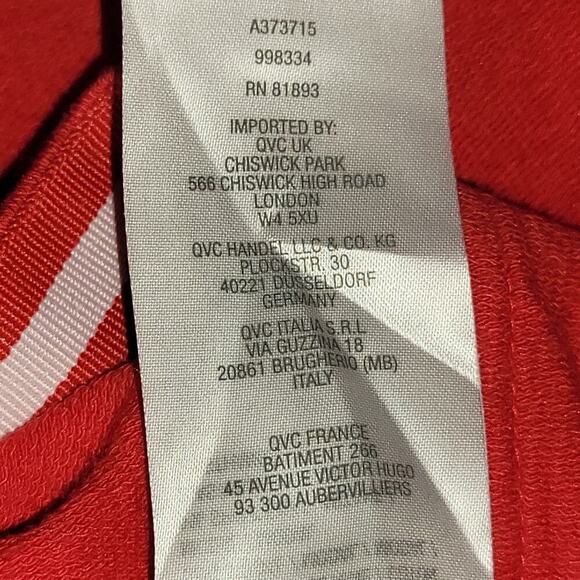 A373715
998334
RN 81893
IMPORTED BY:
QVC UK
CHISWICK PARK
566 CHISWICK HIGH ROAD
LONDON
W4 5XU
QVC HANDEL LLC & CO. KG
PLOCKSTR. 30
40221 DUSSELDORF
GERMANY
QVC ITALIA S.R.L
VIA GUZZINA 18
20861 BRUGHERIO (MB)
ITALY
QVC FRANCE
BATIMENT 266
45 AVENUE VICTOR HUGO
93 300 AUBERVILLIERS